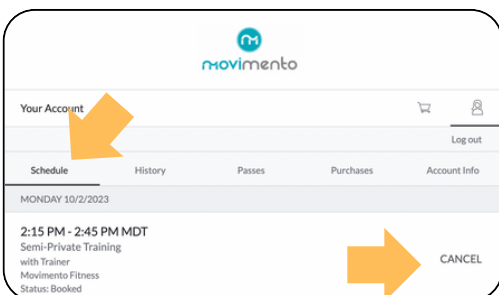 movimento
Your Account
Log out
Schedule History Passes Purchases Account Info
MONDAY 10/2/2023
2:15 PM - 2:45 PM MDT
Semi-Private Training
with Trainer
CANCEL
Movimento Fitness
Status: Booked